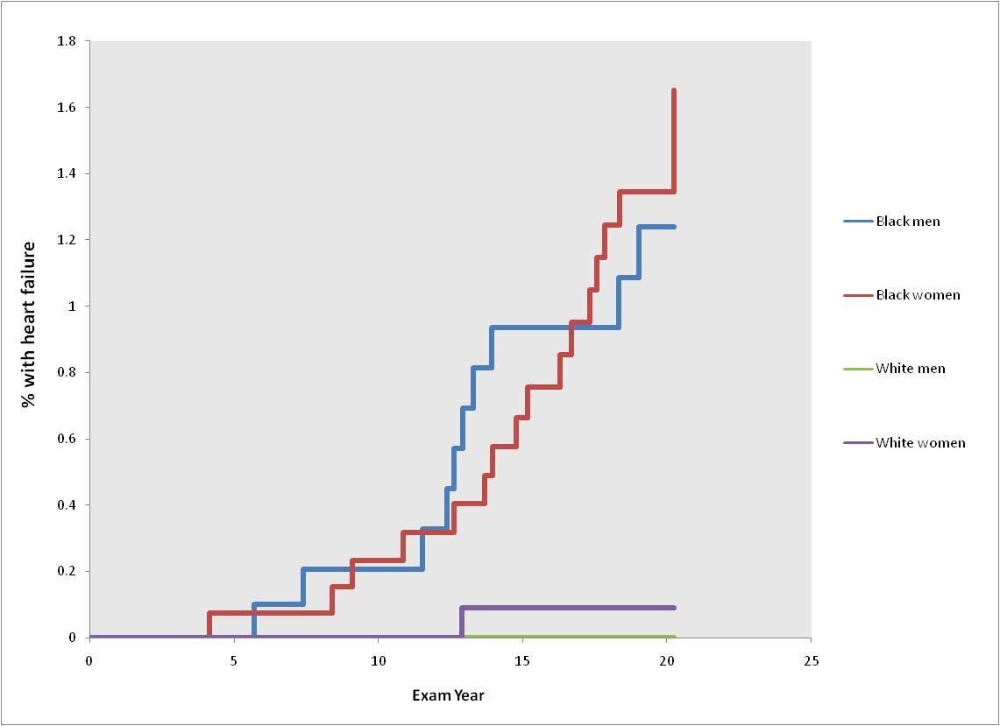 1.8
1.6
1.4
1.2
1
0.8
0.6
0.4
0.2
0
% with heart failure
0 5 10 15 20 25
Exam Year
Black men
Black women
White men
White women